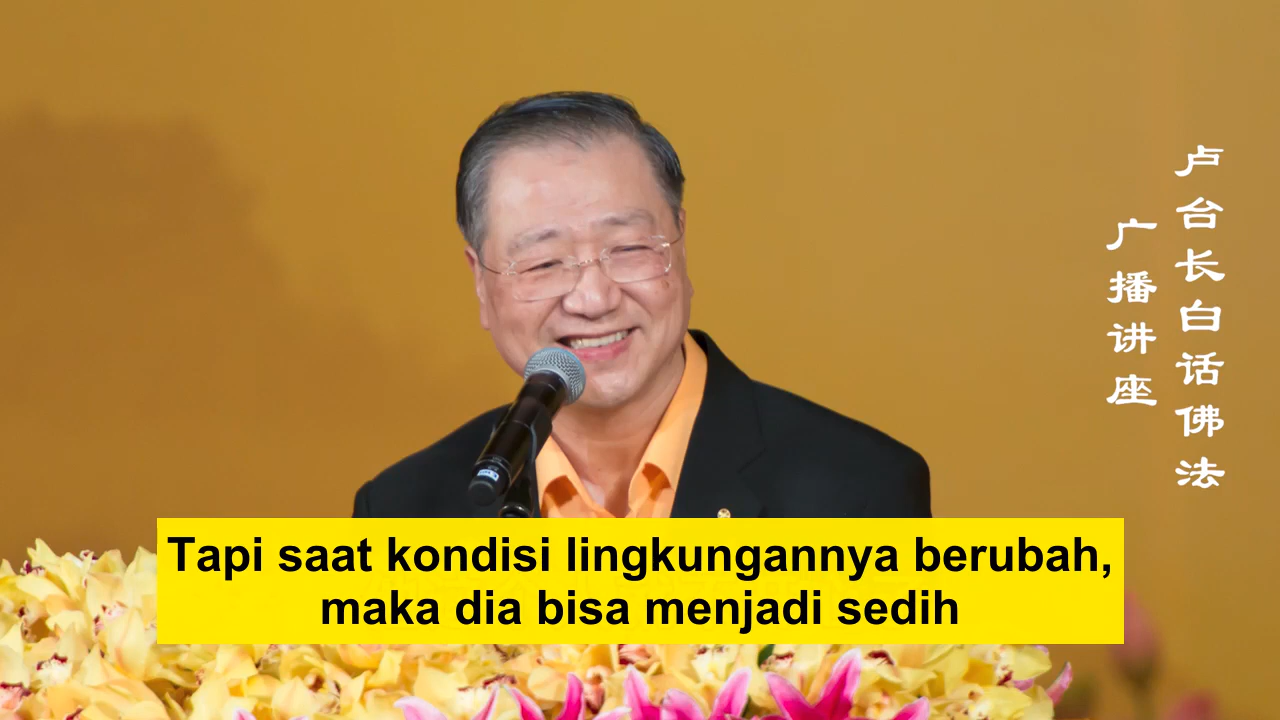 卢台长白话佛法
广播讲座
Tapi saat kondisi lingkungannya berubah,
maka dia bisa menjadi sedih